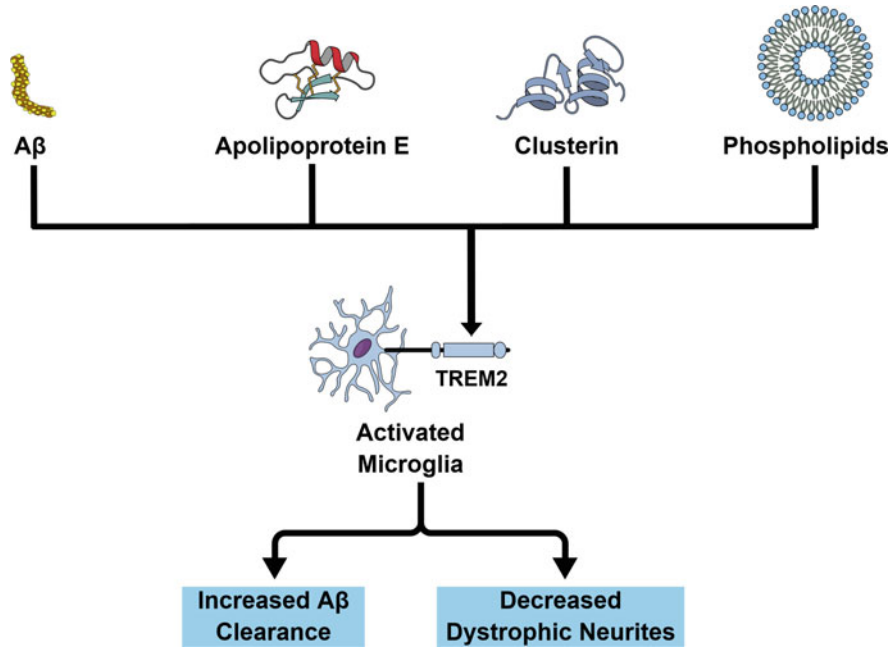 Aβ
Apolipoprotein E
Clusterin
Phospholipids
TREM2
Activated
Microglia
Increased Aβ
Clearance
Decreased
Dystrophic Neurites